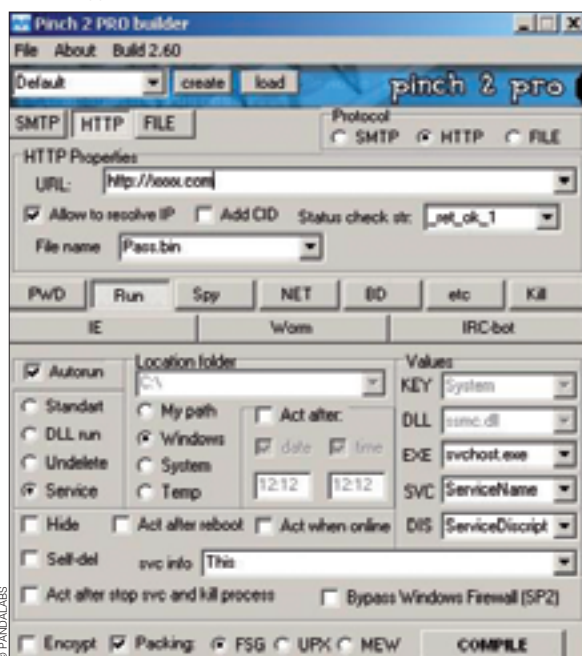 Pinch 2 PRO builder
File About Build 2.60
Default create load pinch 2 pro
SMTP HTTP FILE
Protocol
SMTP HTTP FILE
HTTP Properties
URL: http://xxxx.com
Allow to resolve IP Add CID Status check str: _ret_ok_1
File name Pass.bin
PWD Run Spy NET BD etc Kill
IE Worm IRC-bot
Autorun
Location folder
C:\
Values
KEY System
Standart My path Act after: DLL ssmc.dll
DLL run Windows date time EXE svchost.exe
Undelete System
Service Temp 12:12 12:12 SVC ServiceName
Hide Act after reboot Act when online DIS ServiceDiscript
Self-del svc info This
Act after stop svc and kill process Bypass Windows Firewall (SP2)
Encrypt Packing: FSG UPX MEW COMPILE
© PANDALABS